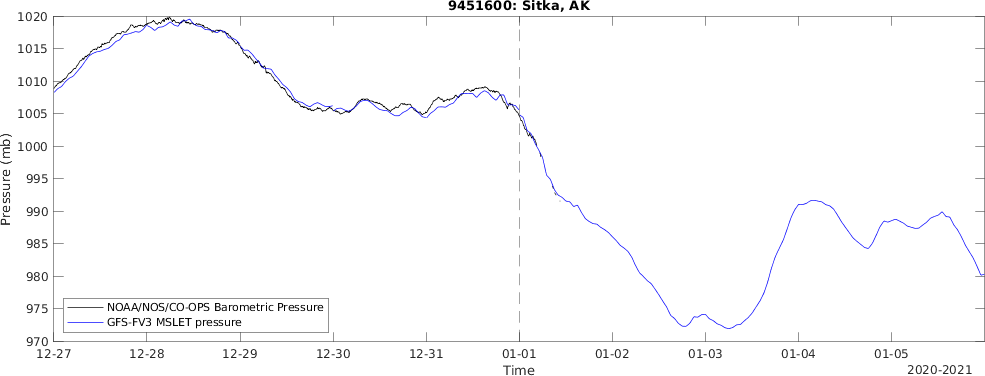 9451600: Sitka, AK
1020
1015
1010
1005
1000
995
990
985
980
975
970
Pressure (mb)
NOAA/NOS/CO-OPS Barometric Pressure
GFS-FV3 MSLET pressure
12-27 12-28 12-29 12-30 12-31 01-01 01-02 01-03 01-04 01-05
Time
2020-2021